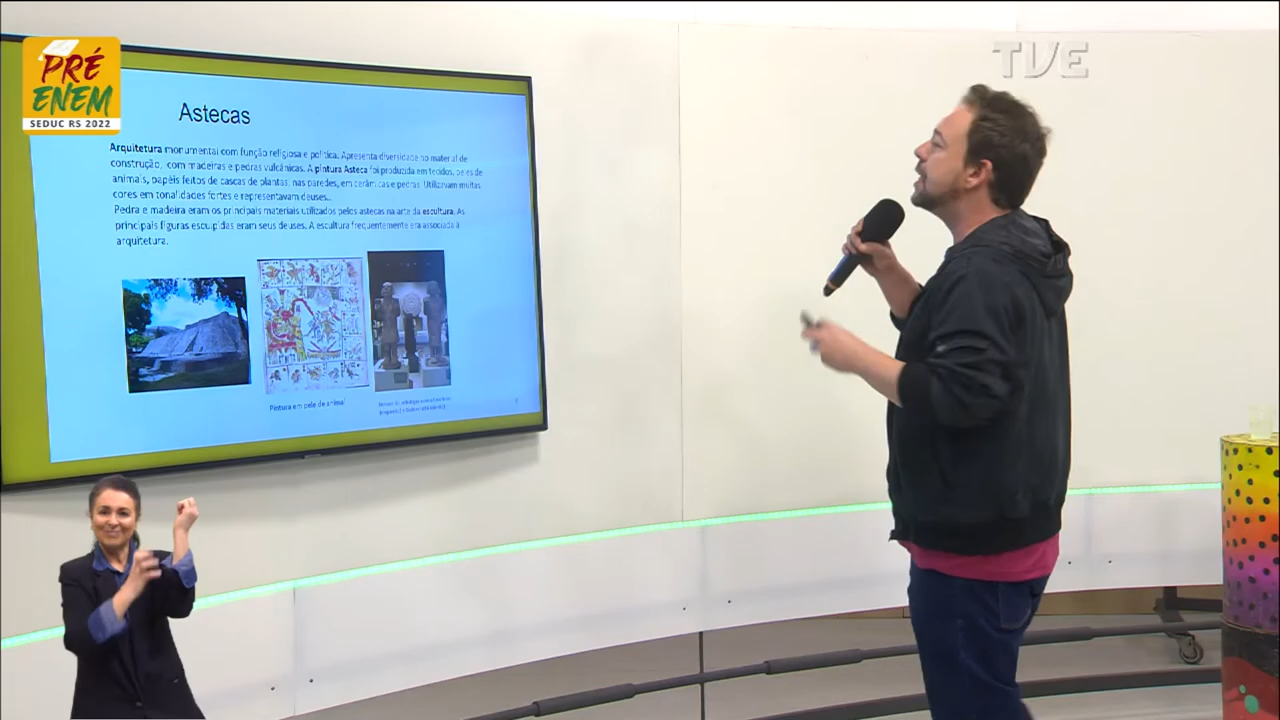 PRÉ
ENEM
SEDUC RS 2022
TVE
Astecas
Arquitetura monumental com função religiosa e política. Apresenta diversidade no material de
construção, com madeiras e pedras vulcânicas. A pintura Asteca foi produzida em tecidos, peles de
animais, papéis feitos de cascas de plantas, nas paredes, em cerâmicas e pedras. Utilizavam muitas
cores em tonalidades fortes e representavam deuses...
Pedra e madeira eram os principais materiais utilizados pelos astecas na arte da escultura. As
principais figuras esculpidas eram seus deuses. A escultura frequentemente era associada à
arquitetura.
Pintura em pele de animal